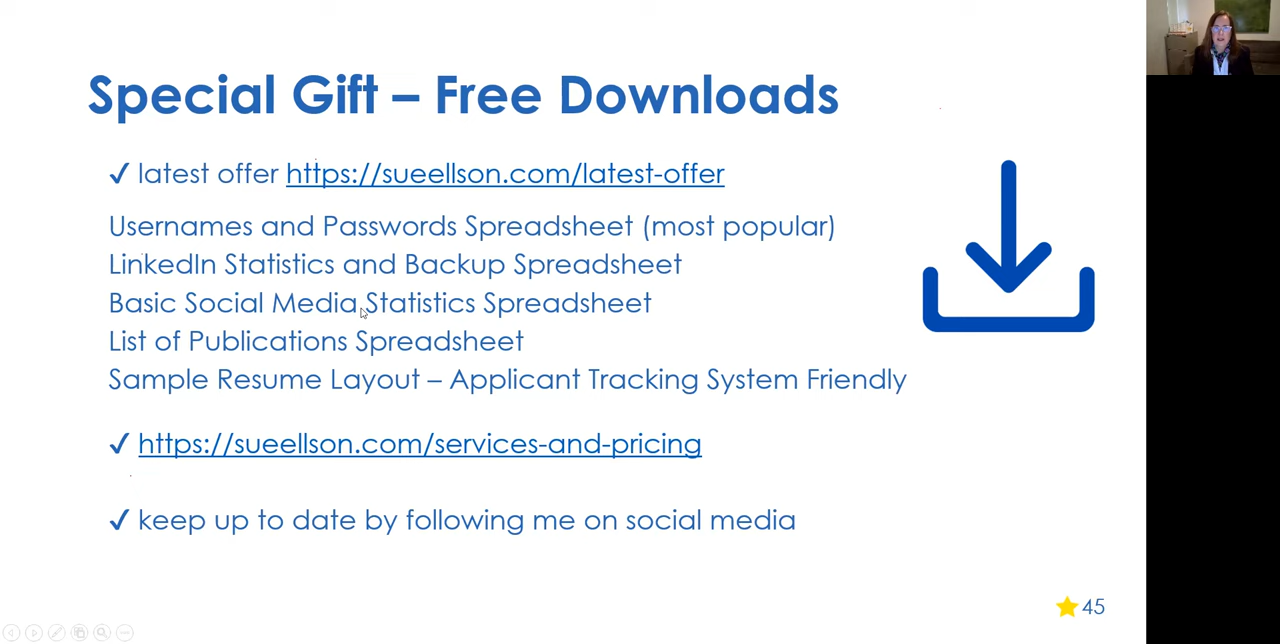 Special Gift – Free Downloads
✓ latest offer https://sueellson.com/latest-offer
Usernames and Passwords Spreadsheet (most popular)
LinkedIn Statistics and Backup Spreadsheet
Basic Social Media Statistics Spreadsheet
List of Publications Spreadsheet
Sample Resume Layout – Applicant Tracking System Friendly
✓ https://sueellson.com/services-and-pricing
✓ keep up to date by following me on social media
45